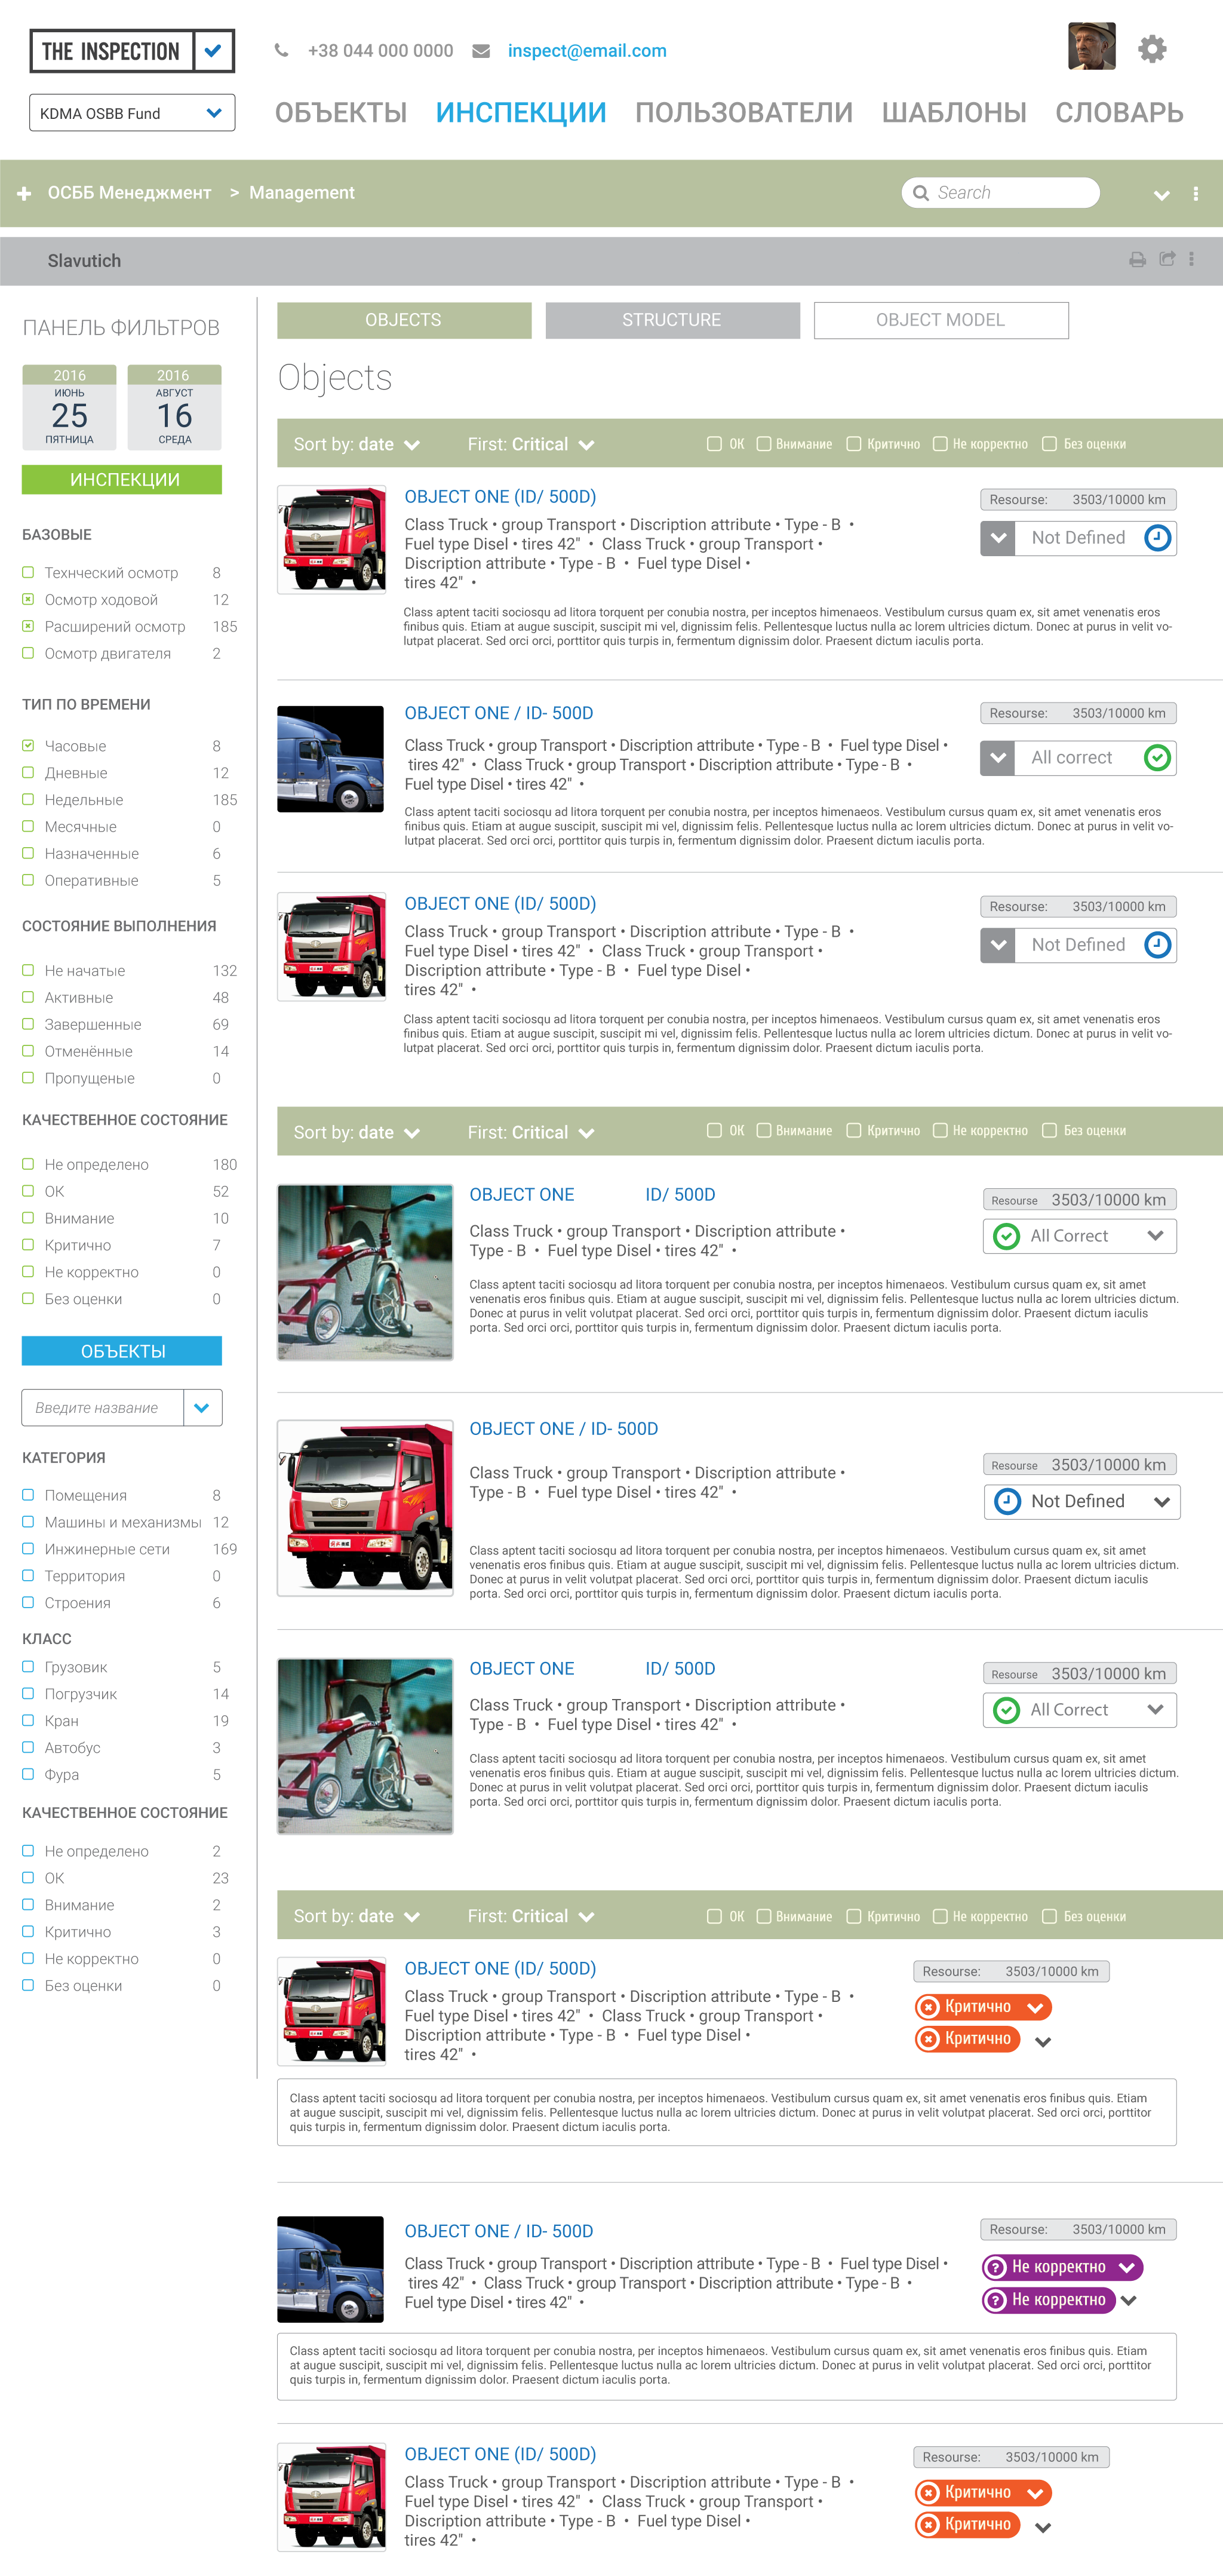 THE INSPECTION
+38 044 000 0000 inspect@email.com
KDMA OSBB Fund
ОБЪЕКТЫ ИНСПЕКЦИИ ПОЛЬЗОВАТЕЛИ ШАБЛОНЫ СЛОВАРЬ
ОСББ Менеджмент > Management
Search
Slavutich
ПАНЕЛЬ ФИЛЬТРОВ
2016 2016
ИЮНЬ АВГУСТ
25 16
ПЯТНИЦА СРЕДА
ИНСПЕКЦИИ
БАЗОВЫЕ
Технческий осмотр 8
Осмотр ходовой 12
Расширений осмотр 185
Осмотр двигателя 2
ТИП ПО ВРЕМЕНИ
Часовые 8
Дневные 12
Недельные 185
Месячные 0
Назначенные 6
Оперативные 5
СОСТОЯНИЕ ВЫПОЛНЕНИЯ
Не начатые 132
Активные 48
Завершенные 69
Отменённые 14
Пропущеные 0
КАЧЕСТВЕННОЕ СОСТОЯНИЕ
Не определено 180
OK 52
Внимание 10
Критично 7
Не корректно 0
Без оценки 0
ОБЪЕКТЫ
Введите название
КАТЕГОРИЯ
Помещения 8
Машины и механизмы 12
Инжинерные сети 169
Территория 0
Строения 6
КЛАСС
Грузовик 5
Погрузчик 14
Кран 19
Автобус 3
Фура 5
КАЧЕСТВЕННОЕ СОСТОЯНИЕ
Не определено 2
OK 23
Внимание 2
Критично 3
Не корректно 0
Без оценки 0
OBJECTS STRUCTURE OBJECT MODEL
Objects
Sort by: date First: Critical OK Внимание Критично Не корректно Без оценки
OBJECT ONE (ID/ 500D)
Resourse: 3503/10000 km
Class Truck • group Transport • Discription attribute • Type - B •
Fuel type Disel • tires 42" • Class Truck • group Transport •
Discription attribute • Type - B • Fuel type Disel •
tires 42" •
Not Defined
Class aptent taciti sociosqu ad litora torquent per conubia nostra, per inceptos himenaeos. Vestibulum cursus quam ex, sit amet venenatis eros
finibus quis. Etiam at augue suscipit, suscipit mi vel, dignissim felis. Pellentesque luctus nulla ac lorem ultricies dictum. Donec at purus in velit vo-
lutpat placerat. Sed orci orci, porttitor quis turpis in, fermentum dignissim dolor. Praesent dictum iaculis porta.
OBJECT ONE / ID- 500D
Resourse: 3503/10000 km
Class Truck • group Transport • Discription attribute • Type - B • Fuel type Disel •
tires 42" • Class Truck • group Transport • Discription attribute • Type - B •
Fuel type Disel • tires 42" •
All correct
Class aptent taciti sociosqu ad litora torquent per conubia nostra, per inceptos himenaeos. Vestibulum cursus quam ex, sit amet venenatis eros
finibus quis. Etiam at augue suscipit, suscipit mi vel, dignissim felis. Pellentesque luctus nulla ac lorem ultricies dictum. Donec at purus in velit vo-
lutpat placerat. Sed orci orci, porttitor quis turpis in, fermentum dignissim dolor. Praesent dictum iaculis porta.
OBJECT ONE (ID/ 500D)
Resourse: 3503/10000 km
Class Truck • group Transport • Discription attribute • Type - B •
Fuel type Disel • tires 42" • Class Truck • group Transport •
Discription attribute • Type - B • Fuel type Disel •
tires 42" •
Not Defined
Class aptent taciti sociosqu ad litora torquent per conubia nostra, per inceptos himenaeos. Vestibulum cursus quam ex, sit amet venenatis eros
finibus quis. Etiam at augue suscipit, suscipit mi vel, dignissim felis. Pellentesque luctus nulla ac lorem ultricies dictum. Donec at purus in velit vo-
lutpat placerat. Sed orci orci, porttitor quis turpis in, fermentum dignissim dolor. Praesent dictum iaculis porta.
Sort by: date First: Critical OK Внимание Критично Не корректно Без оценки
OBJECT ONE ID/ 500D
Resourse 3503/10000 km
Class Truck • group Transport • Discription attribute •
Type - B • Fuel type Disel • tires 42" •
All Correct
Class aptent taciti sociosqu ad litora torquent per conubia nostra, per inceptos himenaeos. Vestibulum cursus quam ex, sit amet
venenatis eros finibus quis. Etiam at augue suscipit, suscipit mi vel, dignissim felis. Pellentesque luctus nulla ac lorem ultricies dictum.
Donec at purus in velit volutpat placerat. Sed orci orci, porttitor quis turpis in, fermentum dignissim dolor. Praesent dictum iaculis
porta. Sed orci orci, porttitor quis turpis in, fermentum dignissim dolor. Praesent dictum iaculis porta.
OBJECT ONE / ID- 500D
Resourse 3503/10000 km
Class Truck • group Transport • Discription attribute •
Type - B • Fuel type Disel • tires 42" •
Not Defined
Class aptent taciti sociosqu ad litora torquent per conubia nostra, per inceptos himenaeos. Vestibulum cursus quam ex, sit amet
venenatis eros finibus quis. Etiam at augue suscipit, suscipit mi vel, dignissim felis. Pellentesque luctus nulla ac lorem ultricies dictum.
Donec at purus in velit volutpat placerat. Sed orci orci, porttitor quis turpis in, fermentum dignissim dolor. Praesent dictum iaculis
porta. Sed orci orci, porttitor quis turpis in, fermentum dignissim dolor. Praesent dictum iaculis porta.
OBJECT ONE ID/ 500D
Resourse 3503/10000 km
Class Truck • group Transport • Discription attribute •
Type - B • Fuel type Disel • tires 42" •
All Correct
Class aptent taciti sociosqu ad litora torquent per conubia nostra, per inceptos himenaeos. Vestibulum cursus quam ex, sit amet
venenatis eros finibus quis. Etiam at augue suscipit, suscipit mi vel, dignissim felis. Pellentesque luctus nulla ac lorem ultricies dictum.
Donec at purus in velit volutpat placerat. Sed orci orci, porttitor quis turpis in, fermentum dignissim dolor. Praesent dictum iaculis
porta. Sed orci orci, porttitor quis turpis in, fermentum dignissim dolor. Praesent dictum iaculis porta.
Sort by: date First: Critical OK Внимание Критично Не корректно Без оценки
OBJECT ONE (ID/ 500D)
Resourse: 3503/10000 km
Class Truck • group Transport • Discription attribute • Type - B •
Fuel type Disel • tires 42" • Class Truck • group Transport •
Discription attribute • Type - B • Fuel type Disel •
tires 42" •
Критично
Критично
Class aptent taciti sociosqu ad litora torquent per conubia nostra, per inceptos himenaeos. Vestibulum cursus quam ex, sit amet venenatis eros finibus quis. Etiam
at augue suscipit, suscipit mi vel, dignissim felis. Pellentesque luctus nulla ac lorem ultricies dictum. Donec at purus in velit volutpat placerat. Sed orci orci, porttitor
quis turpis in, fermentum dignissim dolor. Praesent dictum iaculis porta.
OBJECT ONE / ID- 500D
Resourse: 3503/10000 km
Class Truck • group Transport • Discription attribute • Type - B • Fuel type Disel •
tires 42" • Class Truck • group Transport • Discription attribute • Type - B •
Fuel type Disel • tires 42" •
Не корректно
Не корректно
Class aptent taciti sociosqu ad litora torquent per conubia nostra, per inceptos himenaeos. Vestibulum cursus quam ex, sit amet venenatis eros finibus quis. Etiam
at augue suscipit, suscipit mi vel, dignissim felis. Pellentesque luctus nulla ac lorem ultricies dictum. Donec at purus in velit volutpat placerat. Sed orci orci, porttitor
quis turpis in, fermentum dignissim dolor. Praesent dictum iaculis porta.
OBJECT ONE (ID/ 500D)
Resourse: 3503/10000 km
Class Truck • group Transport • Discription attribute • Type - B •
Fuel type Disel • tires 42" • Class Truck • group Transport •
Discription attribute • Type - B • Fuel type Disel •
tires 42" •
Критично
Критично